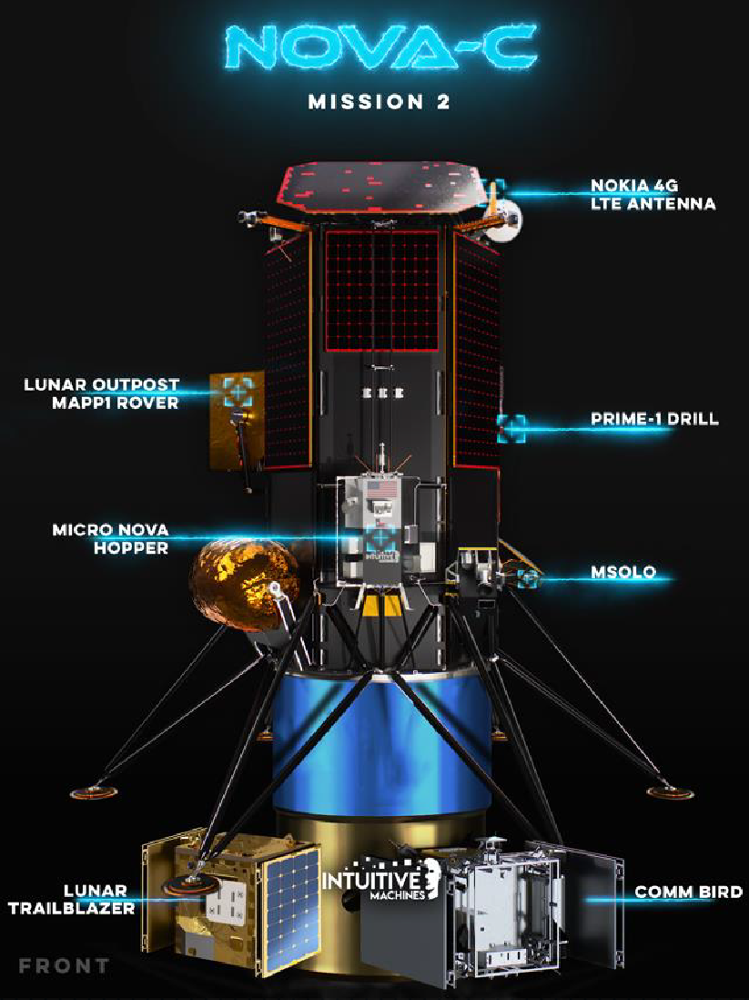 NOVA-C
MISSION 2
NOKIA 4G
LTE ANTENNA
LUNAR OUTPOST
MAPP1 ROVER
PRIME-1 DRILL
MICRO NOVA
HOPPER
INTUITIVE
MSOLO
INTUITIVE
MACHINES
LUNAR
TRAILBLAZER
COMM BIRD
FRONT